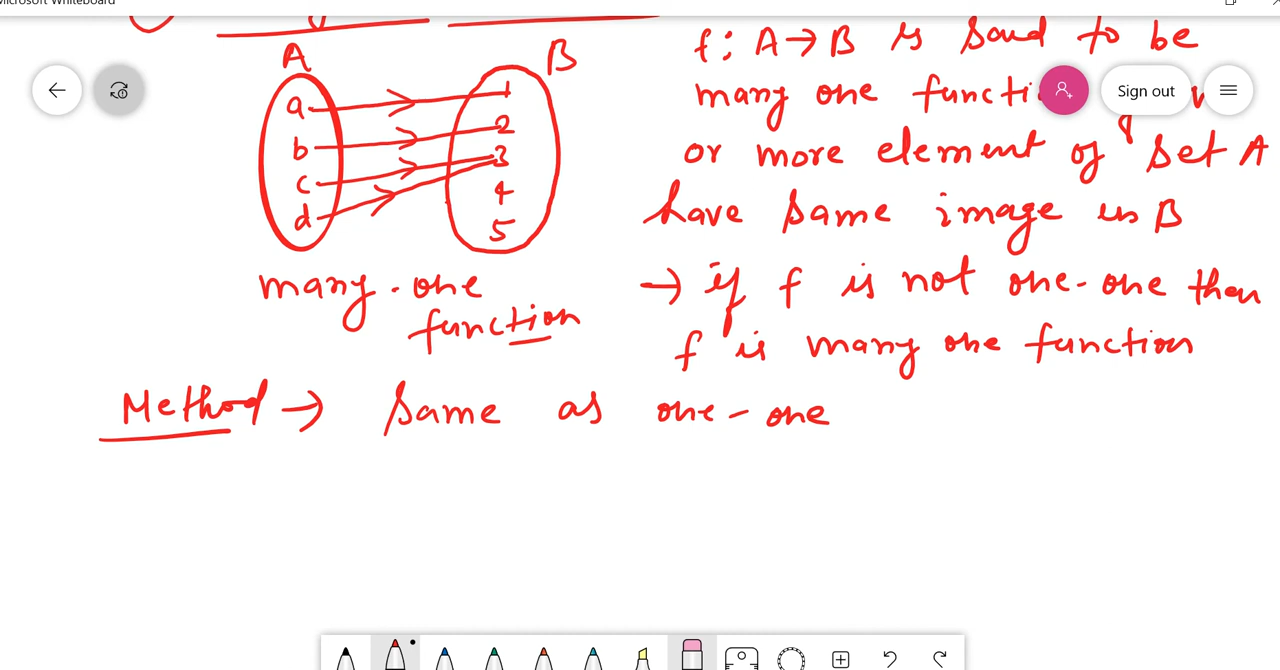 Microsoft Whiteboard
A B
f: A→B is said to be
many one functi
or more element of set A
have same image in B
→ if f is not one-one then
f is many one function
a 1
b 2
c 3
d 4
5
many-one
function
Method → Same as one-one
Sign out